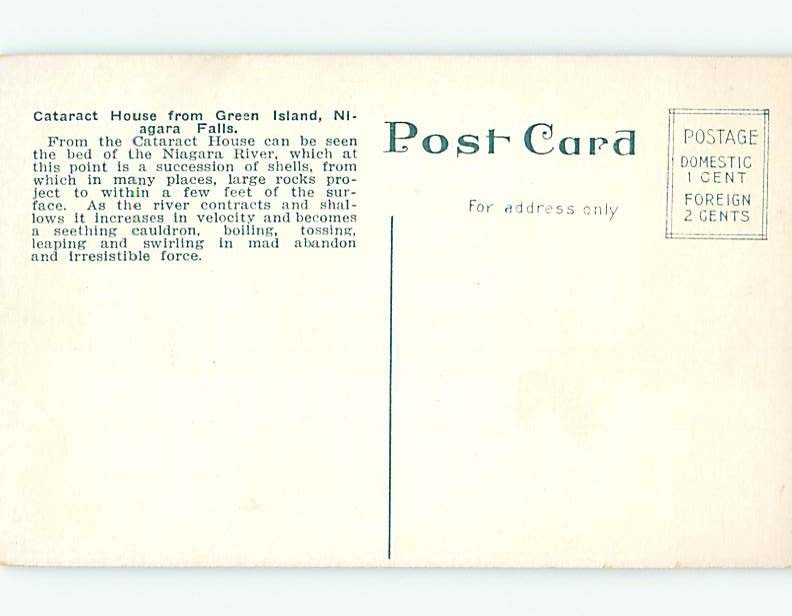 Cataract House from Green Island, Ni-
agara Falls.
From the Cataract House can be seen
the bed of the Niagara River, which at
this point is a succession of shells, from
which in many places, large rocks pro-
ject to within a few feet of the sur-
face. As the river contracts and shal-
lows it increases in velocity and becomes
a seething cauldron, boiling, tossing,
leaping and swirling in mad abandon
and irresistible force.
Post Card
For address only
POSTAGE
DOMESTIC
1 CENT
FOREIGN
2 CENTS